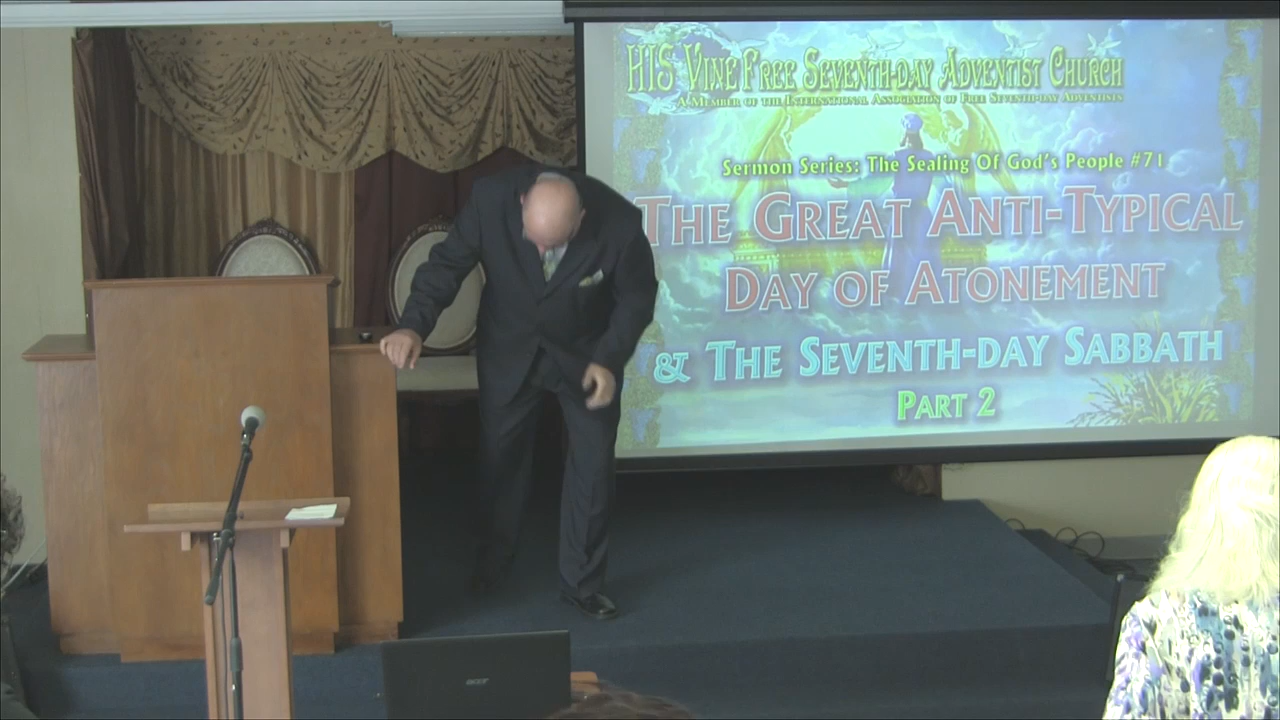 HIS Vine Free Seventh-day Adventist Church
A Member of the International Association of Free Seventh-day Adventists
Sermon Series: The Sealing Of God's People #71
The Great Anti-Typical
Day of Atonement
& The Seventh-day Sabbath
Part 2
acer